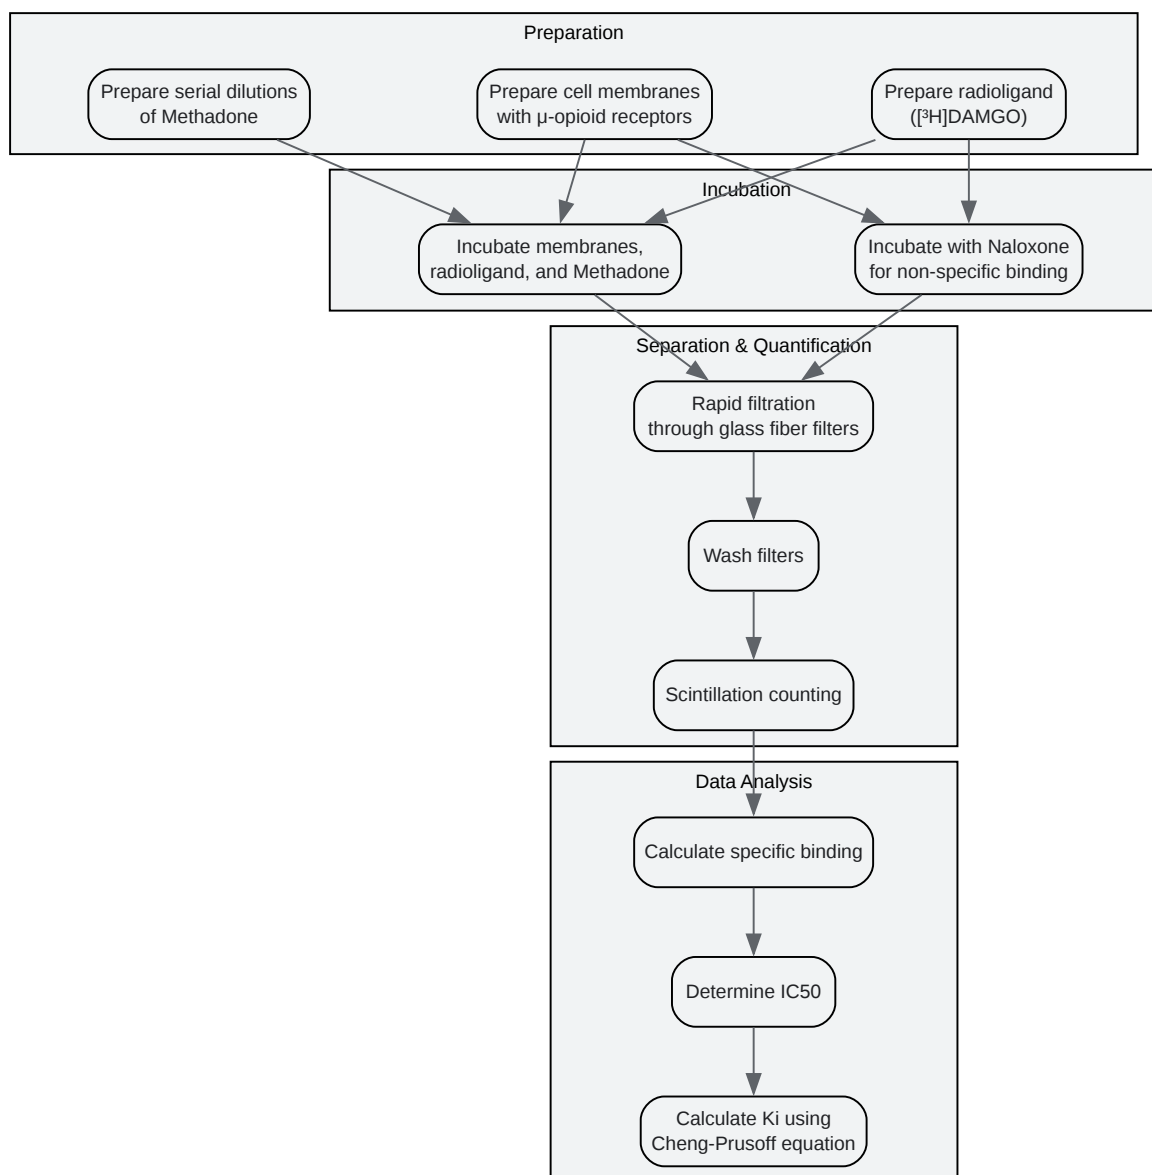 Preparation
Prepare serial dilutions
of Methadone
Prepare cell membranes
with μ-opioid receptors
Prepare radioligand
([³H]DAMGO)
Incubation
Incubate membranes,
radioligand, and Methadone
Incubate with Naloxone
for non-specific binding
Separation & Quantification
Rapid filtration
through glass fiber filters
Wash filters
Scintillation counting
Data Analysis
Calculate specific binding
Determine IC50
Calculate Ki using
Cheng-Prusoff equation